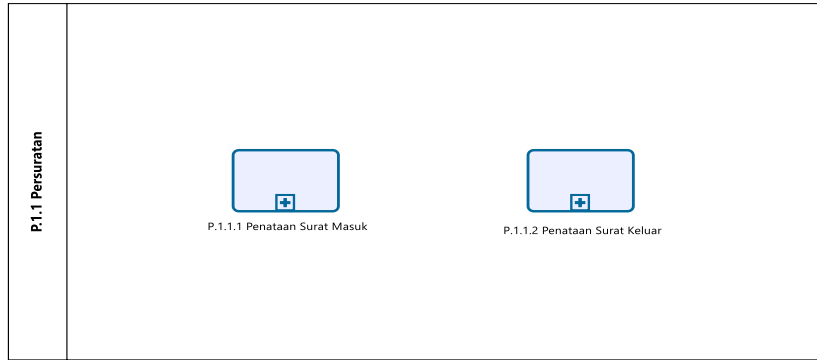 P.1.1 Persuratan
P.1.1.1 Penataan Surat Masuk
P.1.1.2 Penataan Surat Keluar